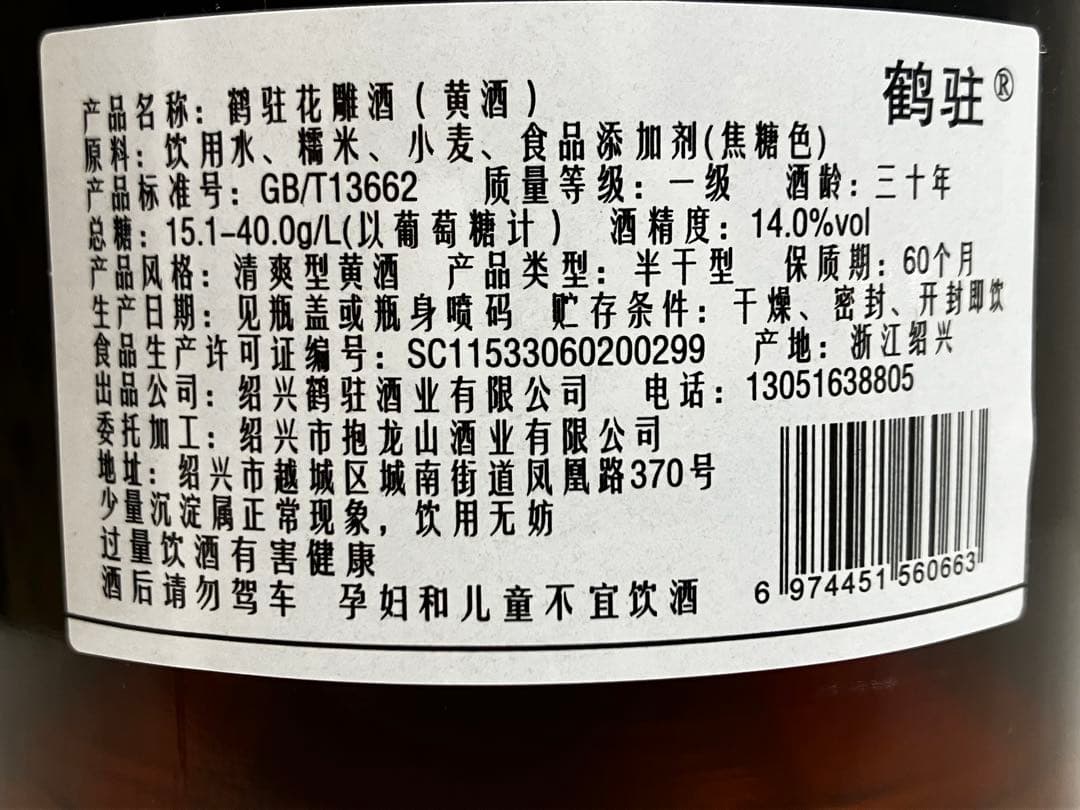 鹤驻®
产品名称：鹤驻花雕酒（黄酒）
原料：饮用水、糯米、小麦、食品添加剂(焦糖色)
产品标准号：GB/T13662 质量等级：一级 酒龄：三十年
总糖：15.1-40.0g/L(以葡萄糖计） 酒精度：14.0%vol
产品风格：清爽型黄酒 产品类型：半干型 保质期：60个月
生产日期：见瓶盖或瓶身喷码 贮存条件：干燥、密封、开封即饮
食品生产许可证编号：SC11533060200299 产地：浙江绍兴
出品公司：绍兴鹤驻酒业有限公司 电话：13051638805
委托加工：绍兴市抱龙山酒业有限公司
地址：绍兴市越城区城南街道凤凰路370号
少量沉淀属正常现象，饮用无妨
过量饮酒有害健康
酒后请勿驾车 孕妇和儿童不宜饮酒
6 974451 560663